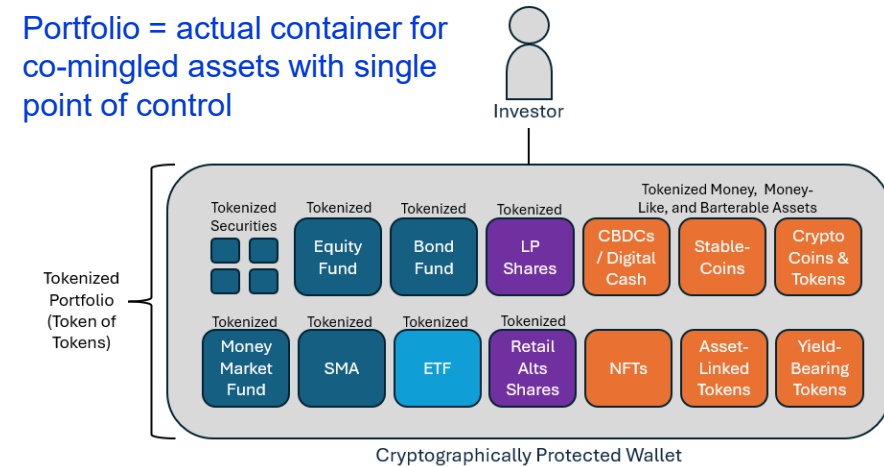 Portfolio = actual container for
co-mingled assets with single
point of control
Investor
Tokenized Money, Money-
Like, and Barterable Assets
Tokenized
Securities
Tokenized
Equity
Fund
Tokenized
Bond
Fund
Tokenized
LP
Shares
CBDCs
/ Digital
Cash
Stable-
Coins
Crypto
Coins &
Tokens
Tokenized
Portfolio
(Token of
Tokens)
Tokenized
Money
Market
Fund
Tokenized
SMA
Tokenized
ETF
Tokenized
Retail
Alts
Shares
NFTs
Asset-
Linked
Tokens
Yield-
Bearing
Tokens
Cryptographically Protected Wallet